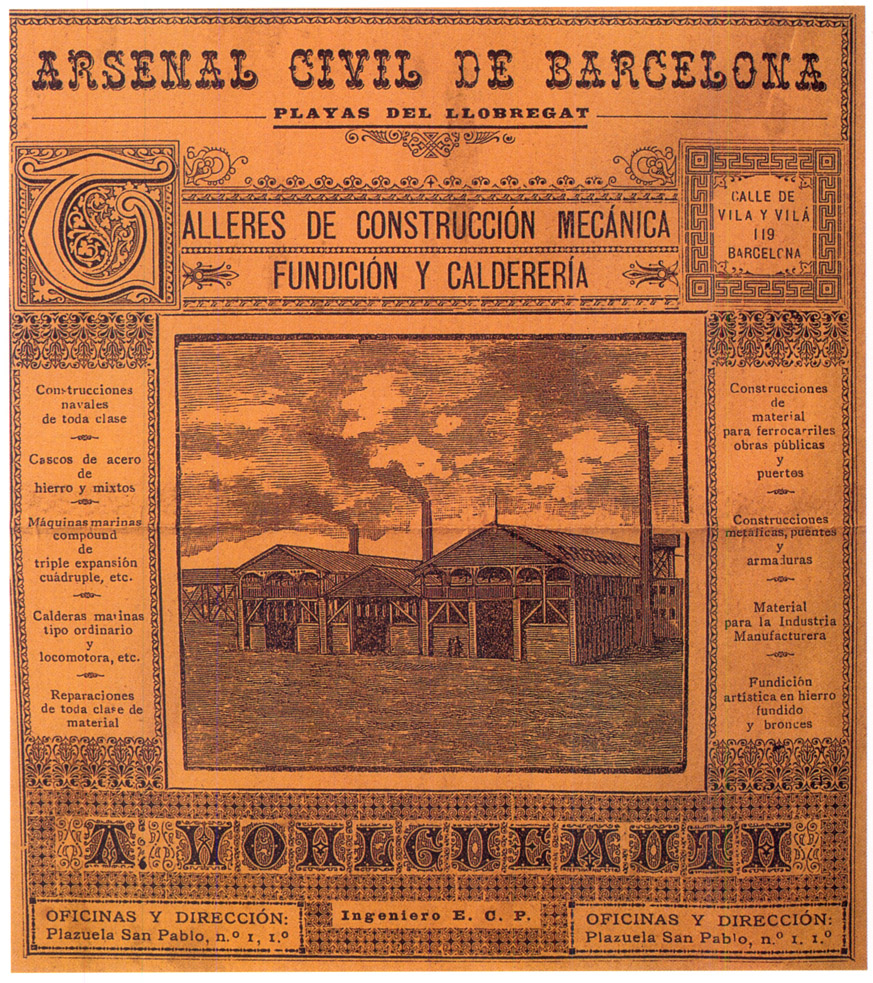 ARSENAL CIVIL DE BARCELONA
PLAYAS DEL LLOBREGAT
TALLERES DE CONSTRUCCIÓN MECÁNICA
FUNDICIÓN Y CALDERERÍA
CALLE DE
VILA Y VILÁ
119
BARCELONA
Construcciones
navales
de toda clase
Cascos de acero
de
hierro y mixtos
Máquinas marinas
compound
de
triple expansión
cuádruple, etc.
Calderas marinas
tipo ordinario
y
locomotora, etc.
Reparaciones
de toda clase de
material
ARSENAL
Construcciones
de
material
para ferrocarriles
obras públicas
y
puertos
Construcciones
metálicas, puentes
y
armaduras
Material
para la Industria
Manufacturera
Fundición
artística en hierro
fundido
y bronces
A. WOHLGUEMUTH
OFICINAS Y DIRECCIÓN:
Plazuela San Pablo, n.º 1, 1.º
Ingeniero E. C. P.
OFICINAS Y DIRECCIÓN:
Plazuela San Pablo, n.º 1. 1.º